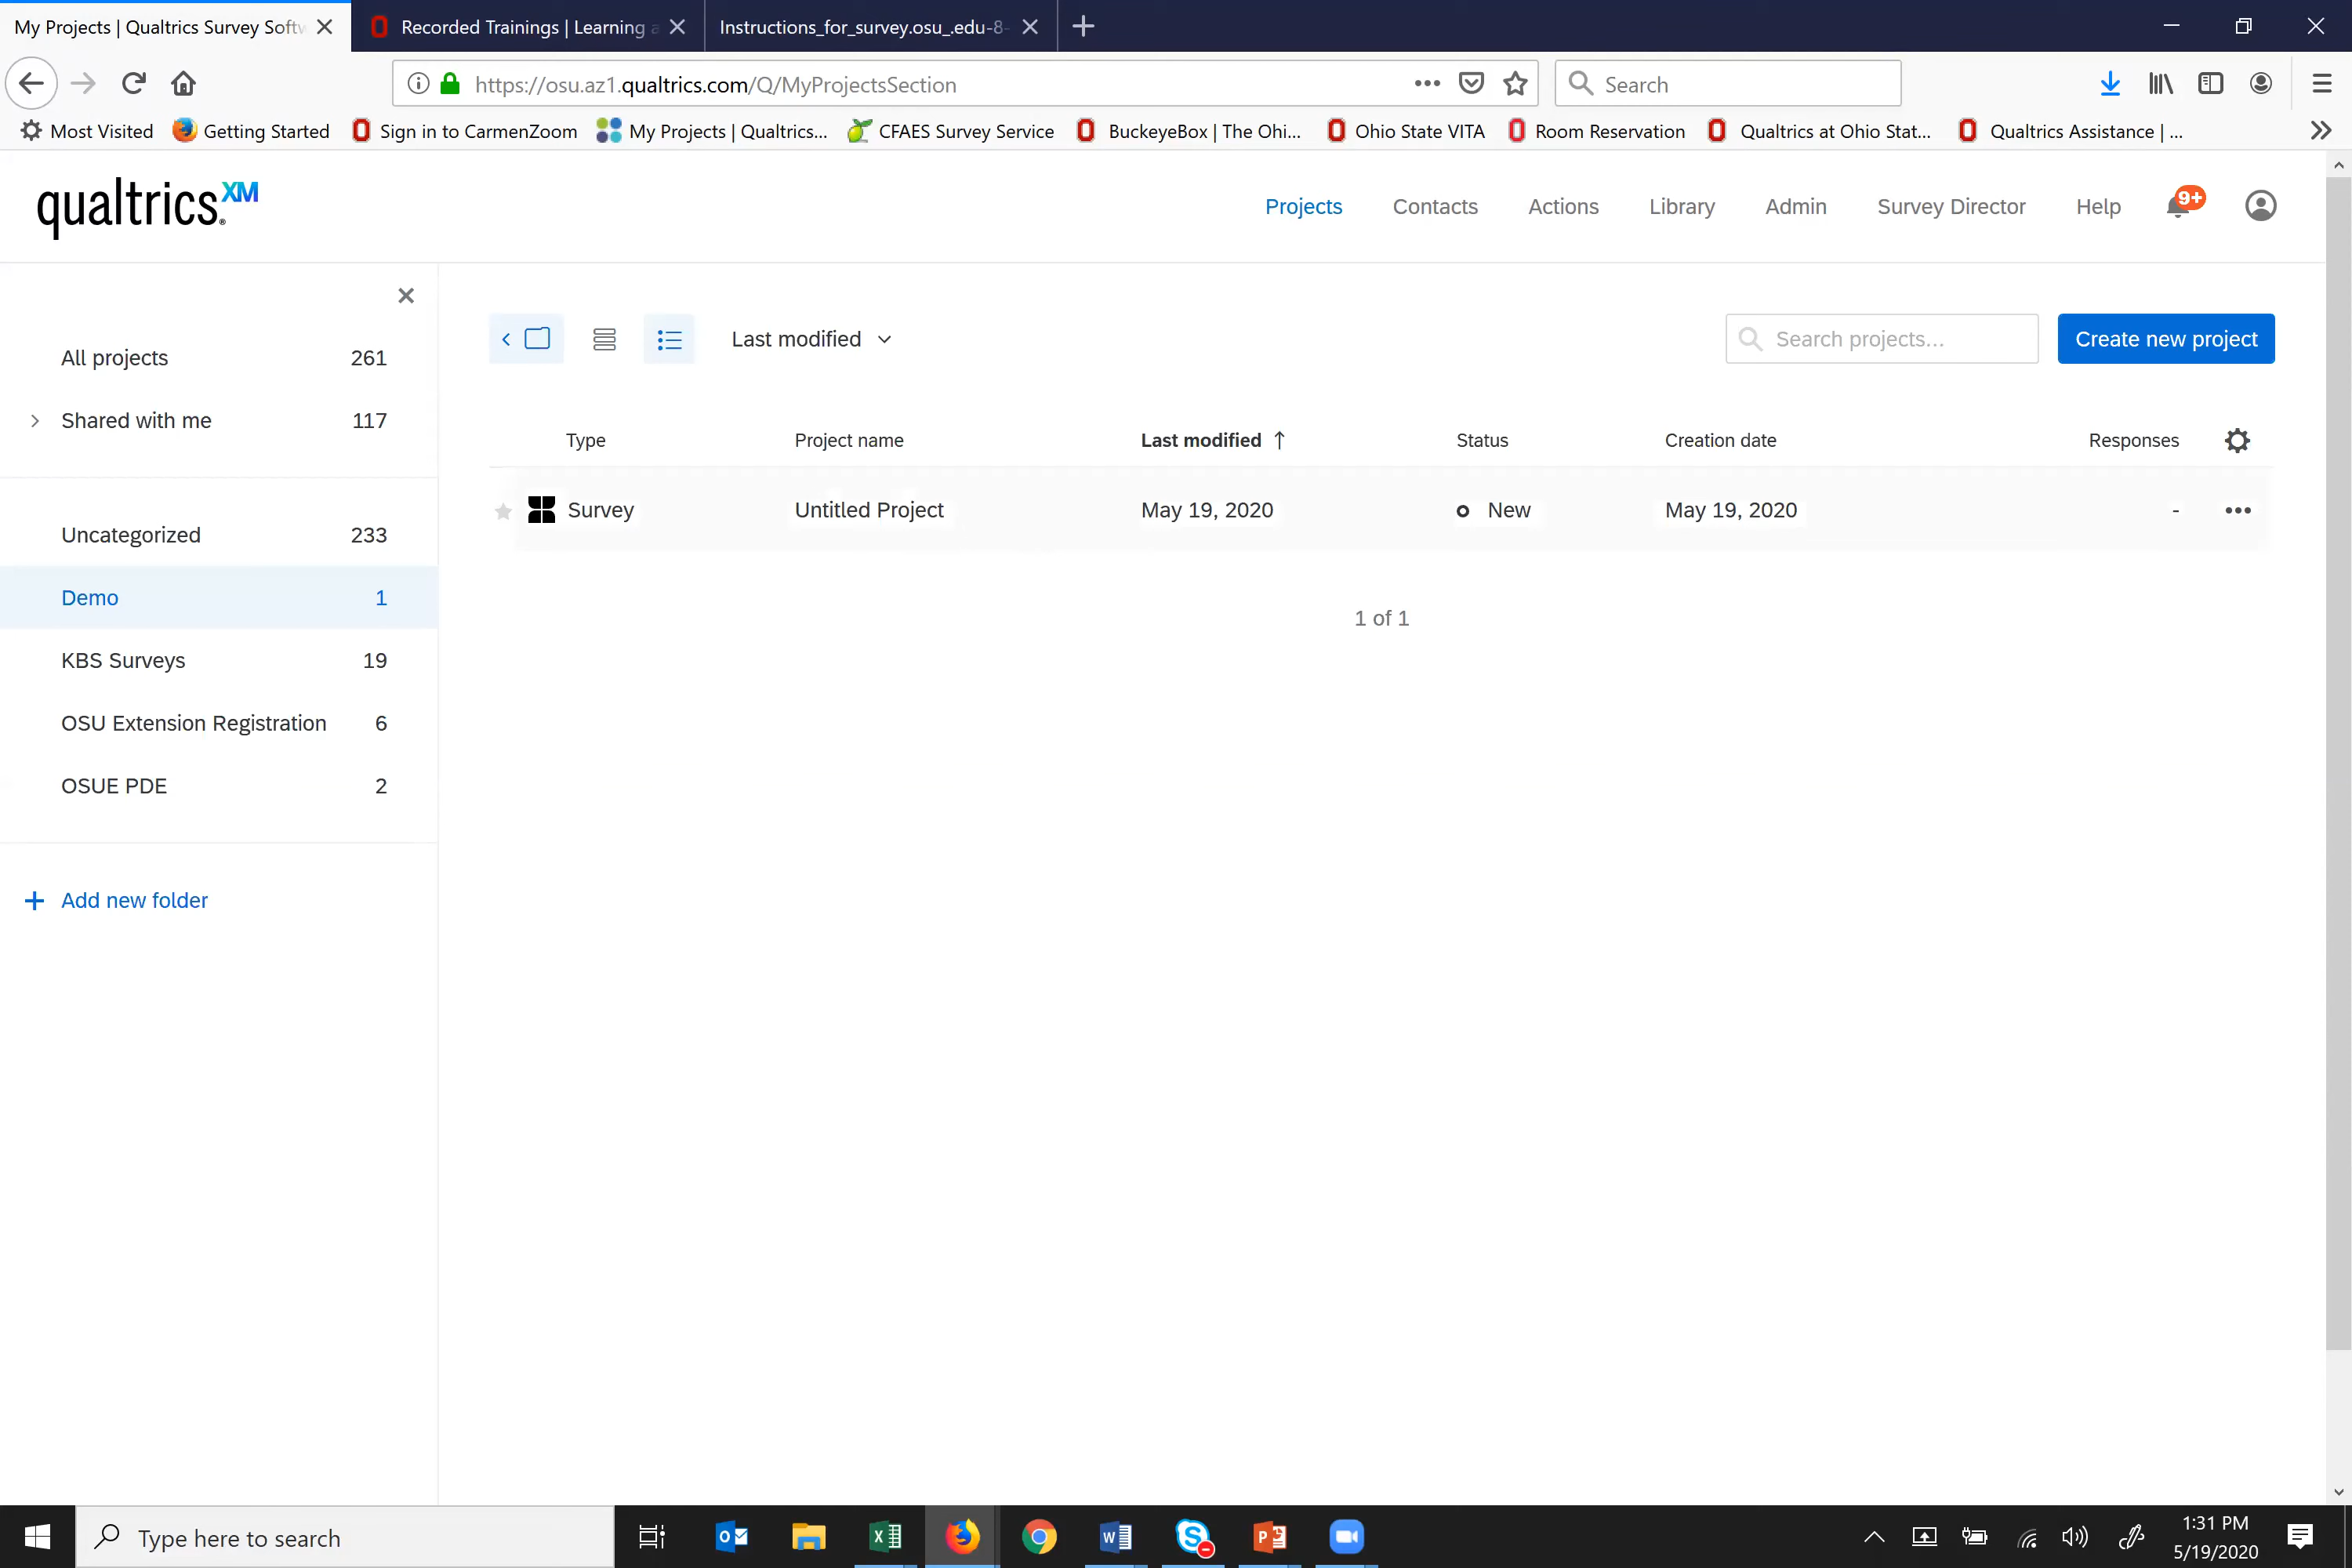 My Projects | Qualtrics Survey Softw
Recorded Trainings | Learning a
Instructions_for_survey.osu_.edu-8-
https://osu.az1.qualtrics.com/Q/MyProjectsSection
Search
Most Visited
Getting Started
Sign in to CarmenZoom
My Projects | Qualtrics...
CFAES Survey Service
BuckeyeBox | The Ohi...
Ohio State VITA
Room Reservation
Qualtrics at Ohio Stat...
Qualtrics Assistance | ...
qualtrics.XM
Projects
Contacts
Actions
Library
Admin
Survey Director
Help
9+
All projects 261
Shared with me 117
Uncategorized 233
Demo 1
KBS Surveys 19
OSU Extension Registration 6
OSUE PDE 2
Add new folder
Last modified
Search projects...
Create new project
Type Project name Last modified ↑ Status Creation date Responses
Survey Untitled Project May 19, 2020 New May 19, 2020 -
1 of 1
Type here to search
1:31 PM
5/19/2020